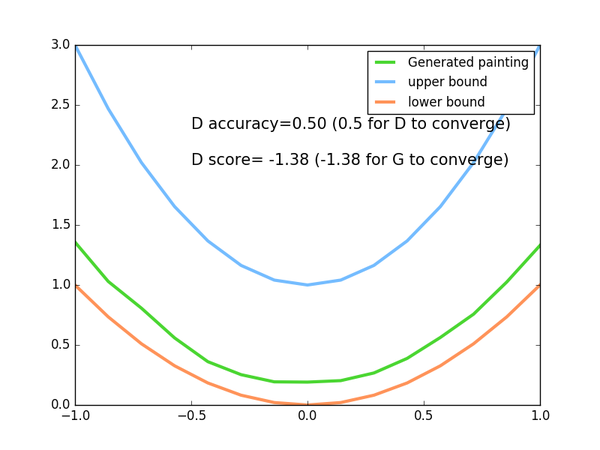 3.0
2.5
2.0
1.5
1.0
0.5
0.0
−1.0
−0.5
0.0
0.5
1.0
Generated painting
upper bound
lower bound
D accuracy=0.50 (0.5 for D to converge)
D score= -1.38 (-1.38 for G to converge)